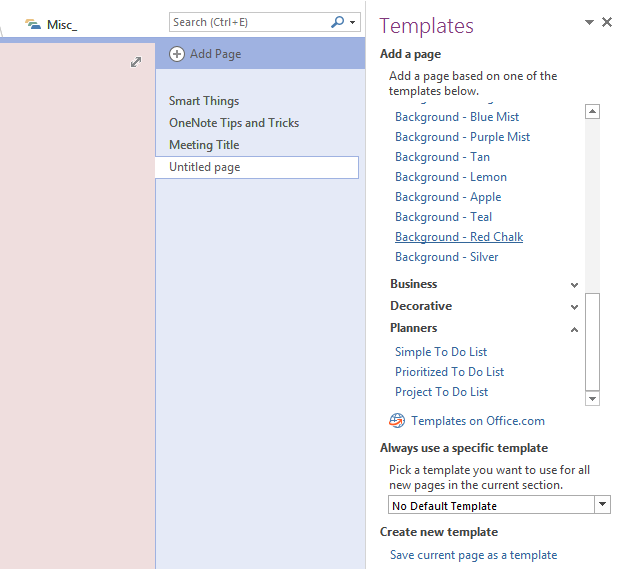 Misc_
Search (Ctrl+E)
Add Page
Smart Things
OneNote Tips and Tricks
Meeting Title
Untitled page
Templates
Add a page
Add a page based on one of the
templates below.
Background - Blue Mist
Background - Purple Mist
Background - Tan
Background - Lemon
Background - Apple
Background - Teal
Background - Red Chalk
Background - Silver
Business
Decorative
Planners
Simple To Do List
Prioritized To Do List
Project To Do List
Templates on Office.com
Always use a specific template
Pick a template you want to use for all
new pages in the current section.
No Default Template
Create new template
Save current page as a template